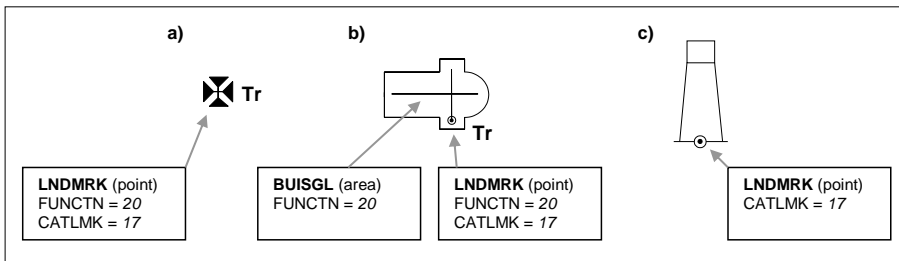 a)
b)
c)
Tr
Tr
LNDMRK (point)
FUNCTN = 20
CATLMK = 17
BUISGL (area)
FUNCTN = 20
LNDMRK (point)
FUNCTN = 20
CATLMK = 17
LNDMRK (point)
CATLMK = 17